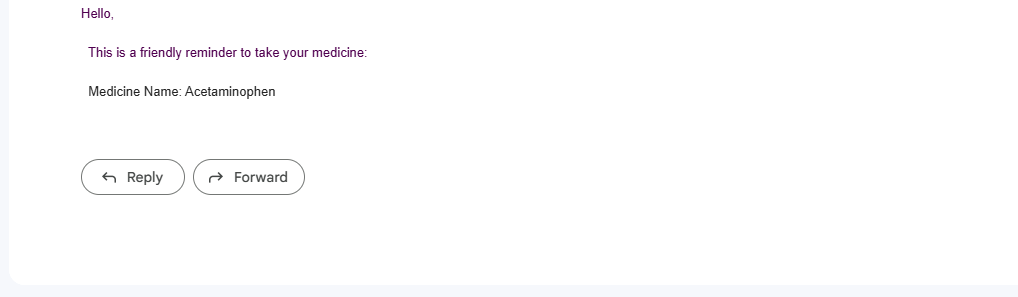 Hello,
This is a friendly reminder to take your medicine:
Medicine Name: Acetaminophen
Reply
Forward